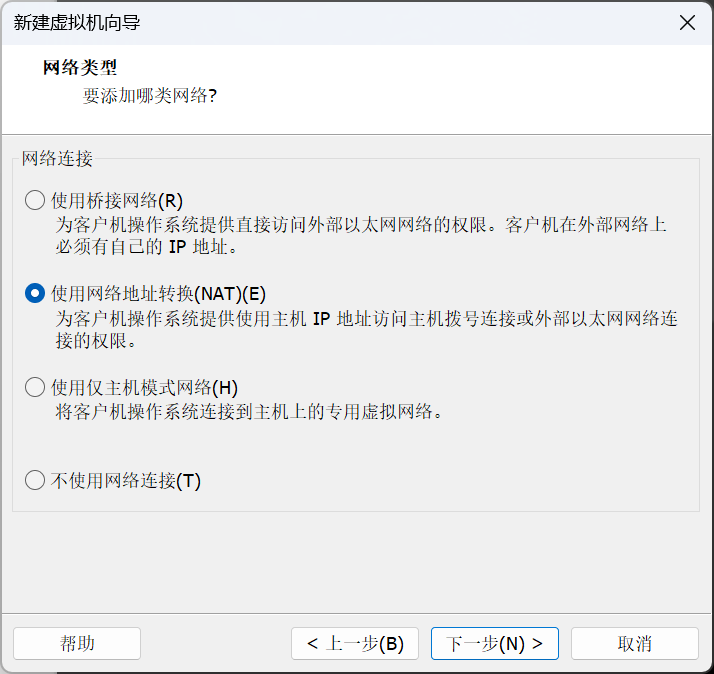 新建虚拟机向导
网络类型
要添加哪类网络?
网络连接
使用桥接网络(R)
为客户机操作系统提供直接访问外部以太网网络的权限。客户机在外部网络上
必须有自己的 IP 地址。
使用网络地址转换(NAT)(E)
为客户机操作系统提供使用主机 IP 地址访问主机拨号连接或外部以太网网络连
接的权限。
使用仅主机模式网络(H)
将客户机操作系统连接到主机上的专用虚拟网络。
不使用网络连接(T)
帮助
< 上一步(B)
下一步(N) >
取消